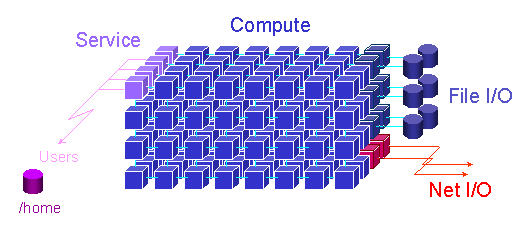 Compute
Service
File I/O
Users
Net I/O
/home